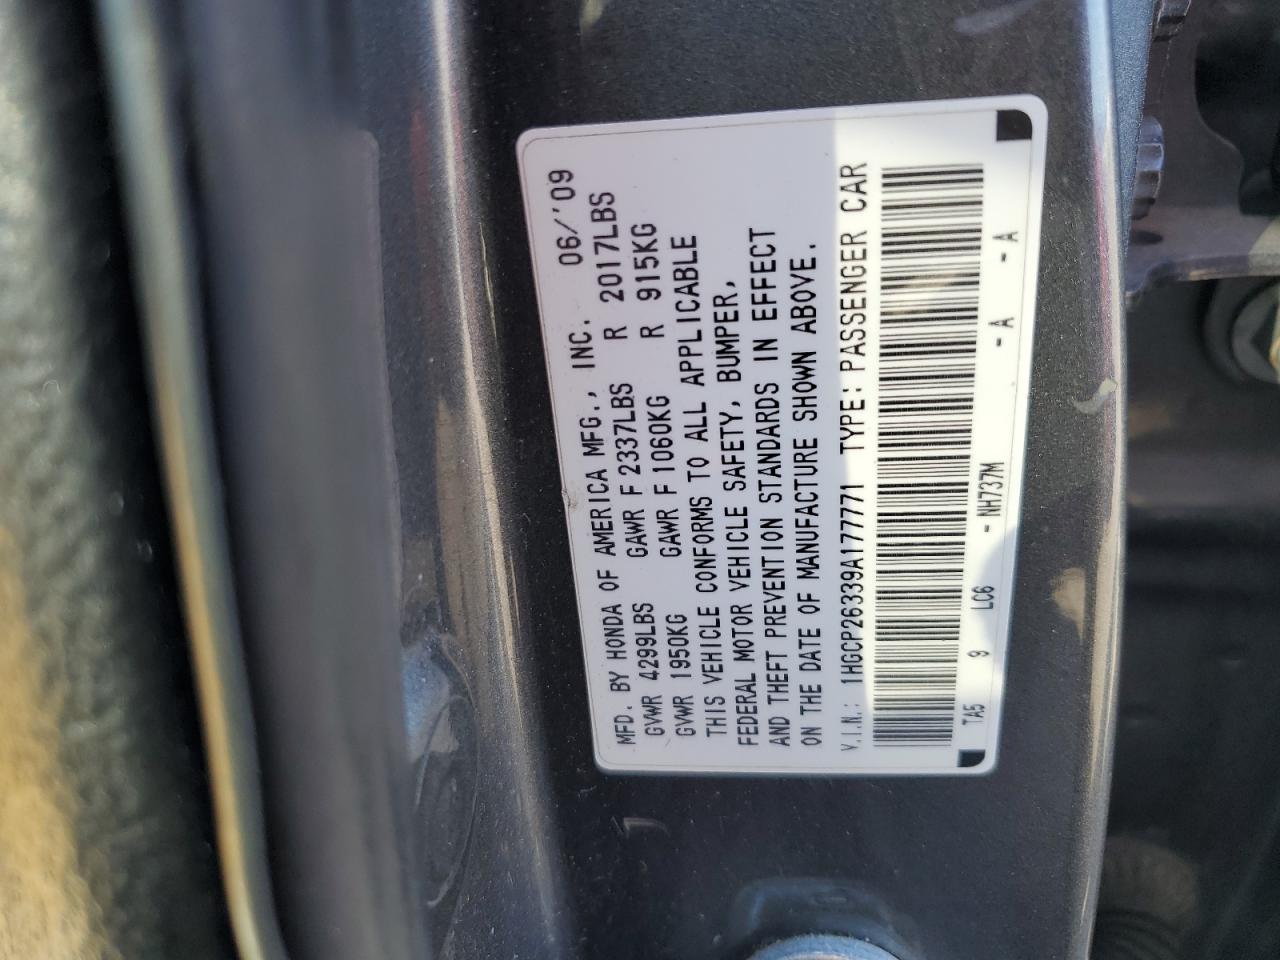 MFD. BY HONDA OF AMERICA MFG., INC. 06/'09
GVWR 4299LBS GAWR F 2337LBS R 2017LBS
GVWR 1950KG GAWR F 1060KG R 915KG
THIS VEHICLE CONFORMS TO ALL APPLICABLE
FEDERAL MOTOR VEHICLE SAFETY, BUMPER,
AND THEFT PREVENTION STANDARDS IN EFFECT
ON THE DATE OF MANUFACTURE SHOWN ABOVE.
V.I.N.: 1HGCP26339A177771 TYPE: PASSENGER CAR
TA5 9 LC6 - NH737M - A - A